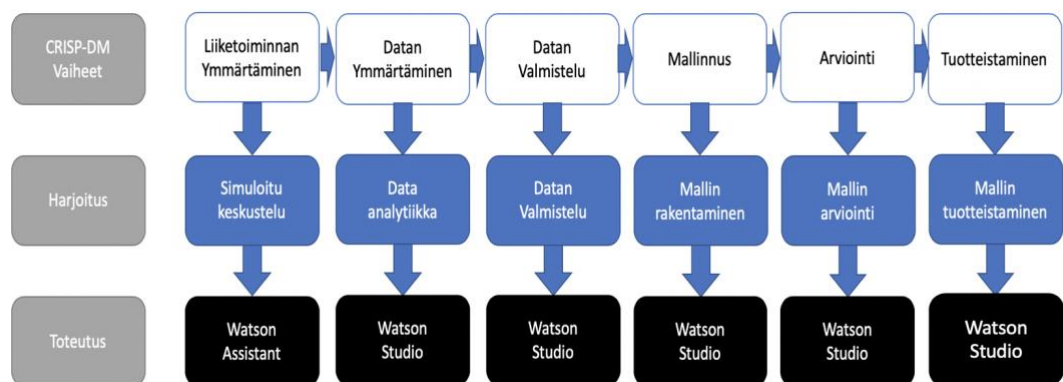 CRISP-DM
Vaiheet
Liiketoiminnan
Ymmärtäminen
Datan
Ymmärtäminen
Datan
Valmistelu
Mallinnus
Arviointi
Tuotteistaminen
Harjoitus
Simuloitu
keskustelu
Data
analytiikka
Datan
Valmistelu
Mallin
rakentaminen
Mallin
arviointi
Mallin
tuotteistaminen
Toteutus
Watson
Assistant
Watson
Studio
Watson
Studio
Watson
Studio
Watson
Studio
Watson
Studio